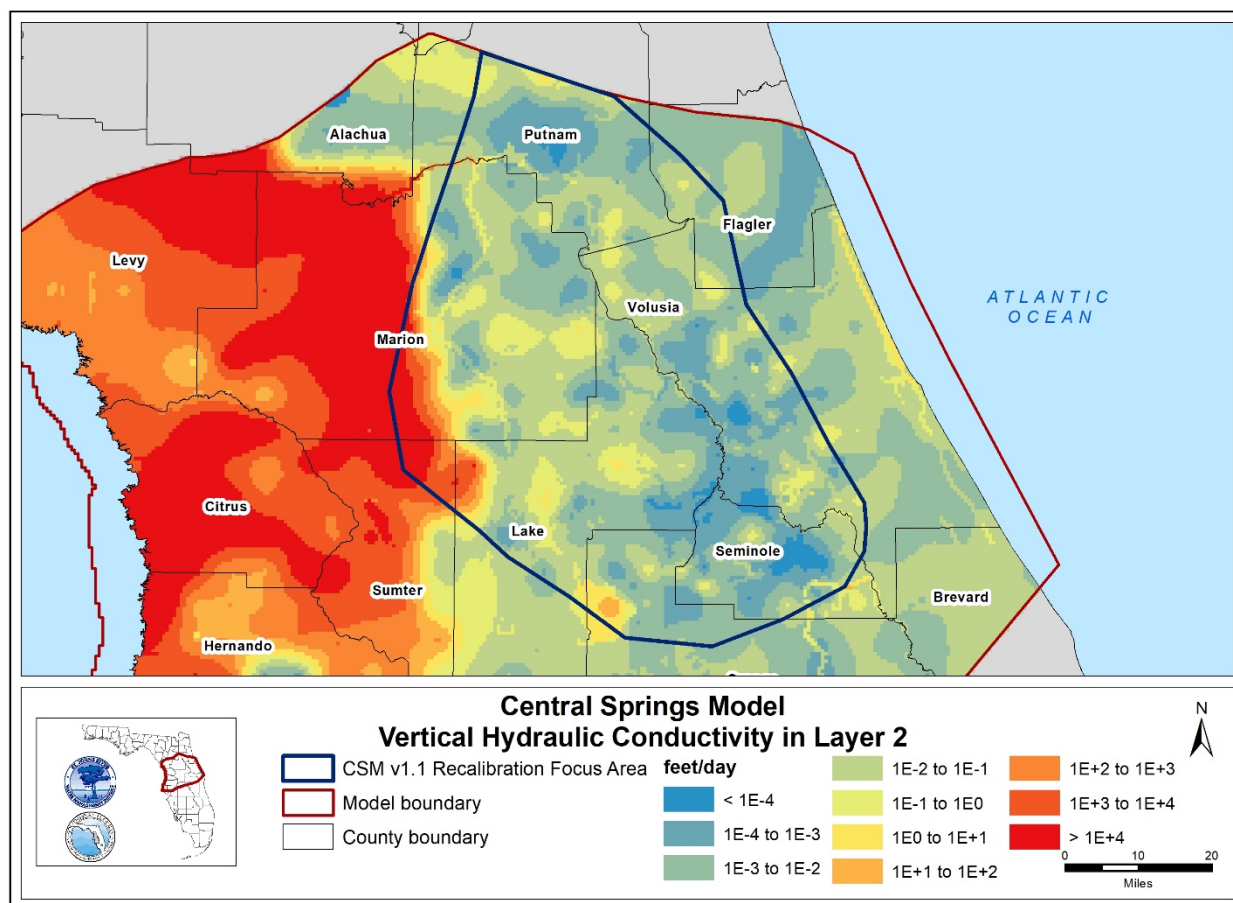 Alachua
Putnam
Flagler
Levy
ATLANTIC
OCEAN
Volusia
Marion
Citrus
Lake
Seminole
Sumter
Brevard
Hernando
Central Springs Model
Vertical Hydraulic Conductivity in Layer 2
N
CSM v1.1 Recalibration Focus Area
Model boundary
County boundary
feet/day
< 1E-4
1E-4 to 1E-3
1E-3 to 1E-2
1E-2 to 1E-1
1E-1 to 1E0
1E0 to 1E+1
1E+1 to 1E+2
1E+2 to 1E+3
1E+3 to 1E+4
> 1E+4
0 5 10 20
Miles